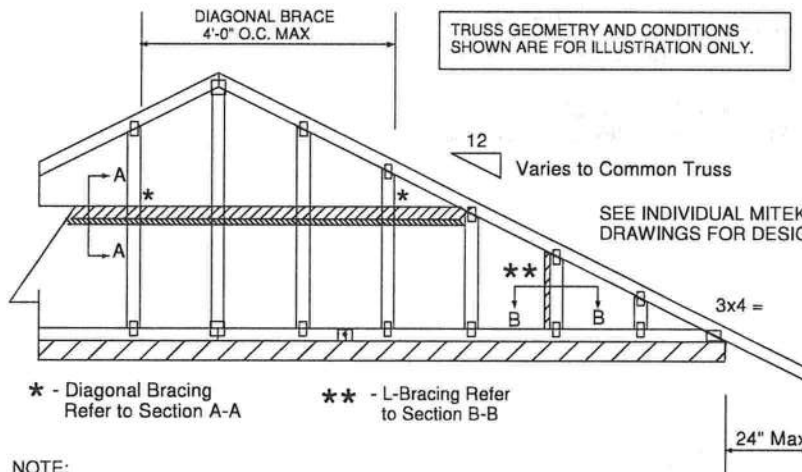 DIAGONAL BRACE
4'-0" O.C. MAX
TRUSS GEOMETRY AND CONDITIONS
SHOWN ARE FOR ILLUSTRATION ONLY.
12
Varies to Common Truss
A
*
*
SEE INDIVIDUAL MITEK
DRAWINGS FOR DESIG
A
**
B
B
3x4 =
* - Diagonal Bracing
Refer to Section A-A
** - L-Bracing Refer
to Section B-B
24" Max
NOTE: